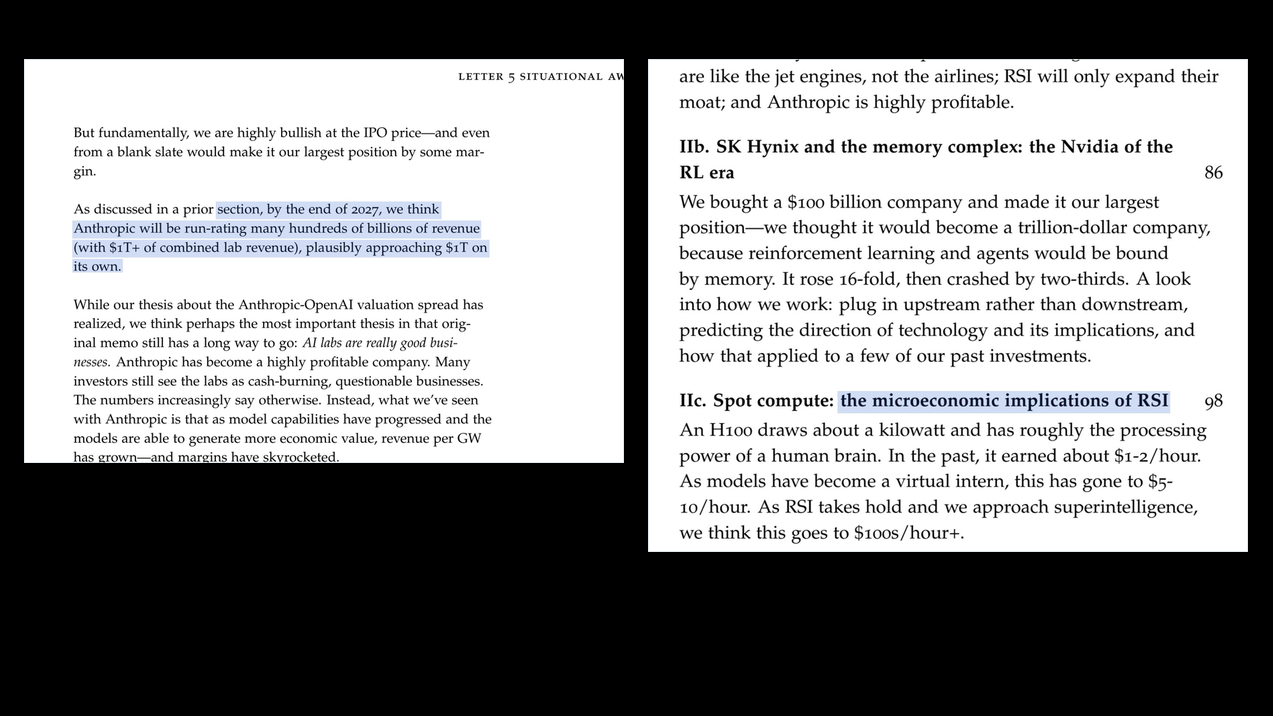 LETTER 5 SITUATIONAL AW
But fundamentally, we are highly bullish at the IPO price—and even
from a blank slate would make it our largest position by some mar-
gin.
As discussed in a prior section, by the end of 2027, we think
Anthropic will be run-rating many hundreds of billions of revenue
(with $1T+ of combined lab revenue), plausibly approaching $1T on
its own.
While our thesis about the Anthropic-OpenAI valuation spread has
realized, we think perhaps the most important thesis in that orig-
inal memo still has a long way to go: AI labs are really good busi-
nesses. Anthropic has become a highly profitable company. Many
investors still see the labs as cash-burning, questionable businesses.
The numbers increasingly say otherwise. Instead, what we've seen
with Anthropic is that as model capabilities have progressed and the
models are able to generate more economic value, revenue per GW
has grown—and margins have skyrocketed.
are like the jet engines, not the airlines; RSI will only expand their
moat; and Anthropic is highly profitable.
IIb. SK Hynix and the memory complex: the Nvidia of the
RL era 86
We bought a $100 billion company and made it our largest
position—we thought it would become a trillion-dollar company,
because reinforcement learning and agents would be bound
by memory. It rose 16-fold, then crashed by two-thirds. A look
into how we work: plug in upstream rather than downstream,
predicting the direction of technology and its implications, and
how that applied to a few of our past investments.
IIc. Spot compute: the microeconomic implications of RSI 98
An H100 draws about a kilowatt and has roughly the processing
power of a human brain. In the past, it earned about $1-2/hour.
As models have become a virtual intern, this has gone to $5-
10/hour. As RSI takes hold and we approach superintelligence,
we think this goes to $100s/hour+.